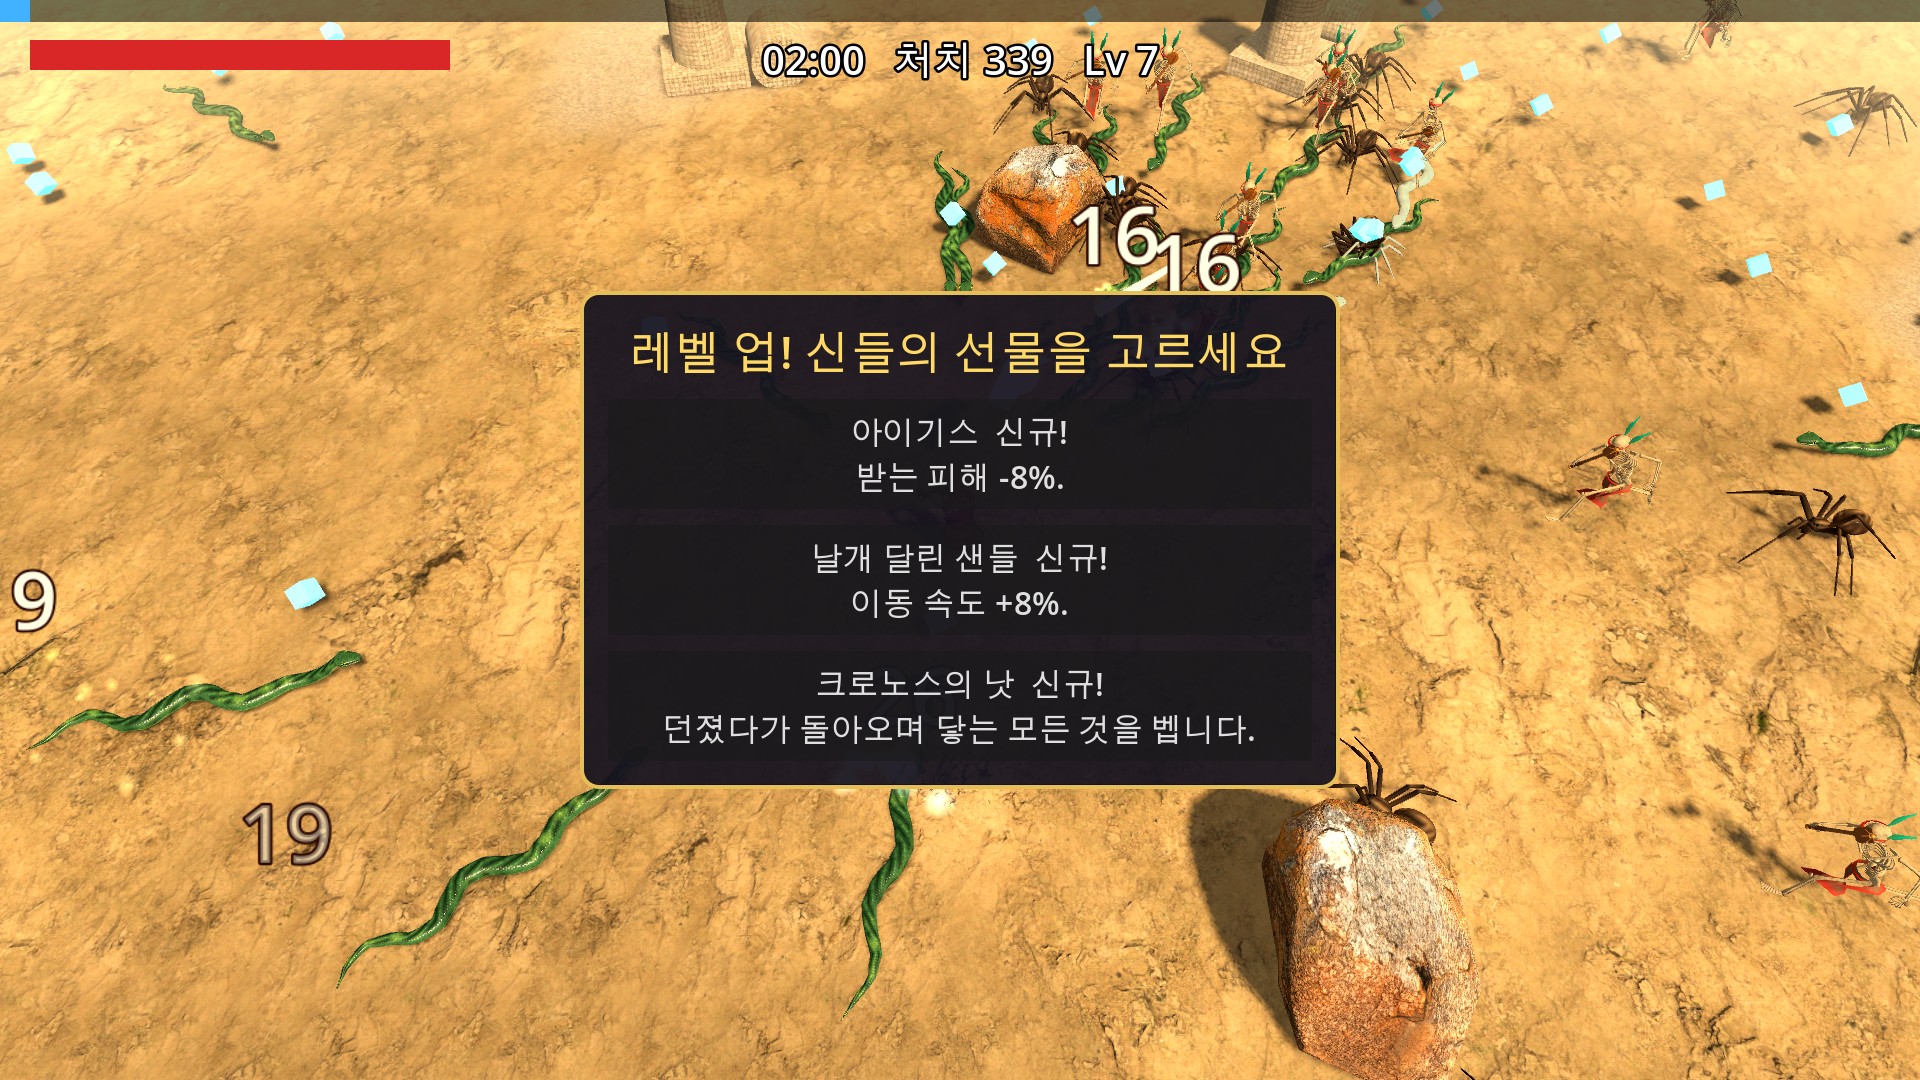 02:00 처치 339 Lv 7
16
16
레벨 업! 신들의 선물을 고르세요
아이기스 신규!
받는 피해 -8%.
날개 달린 샌들 신규!
이동 속도 +8%.
크로노스의 낫 신규!
던졌다가 돌아오며 닿는 모든 것을 벱니다.
9
19